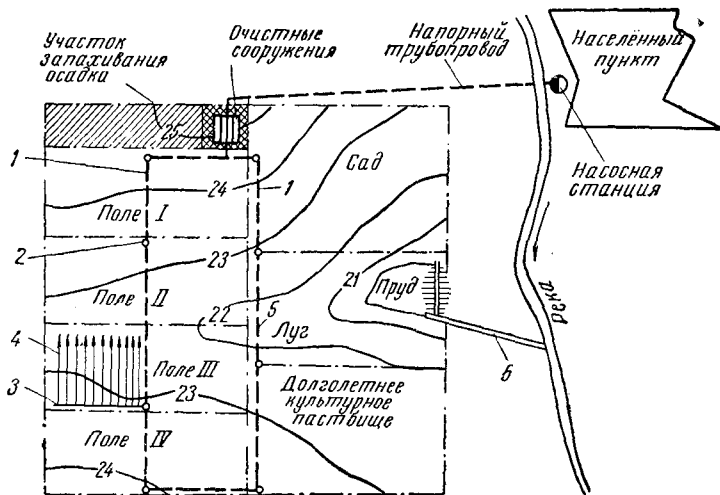 Участок
запахивания
осадка
Очистные
сооружения
Напорный
трубопровод
Населённый
пункт
Насосная
станция
25
1
24
1
Сад
Поле I
2
23
21
Пруд
Поле II
22
5
Луг
Река
4
Поле III
6
3
23
Долголетнее
культурное
пастбище
Поле IV
24